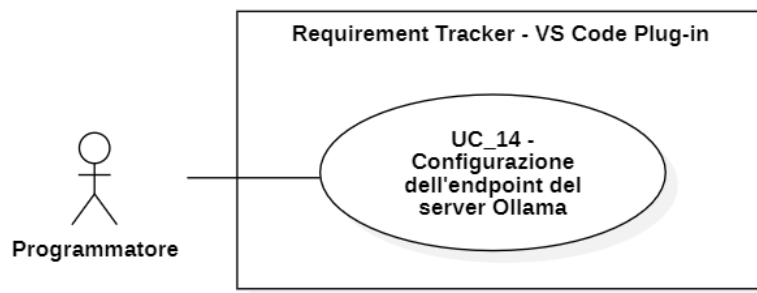 Requirement Tracker - VS Code Plug-in
UC_14 -
Configurazione
dell'endpoint del
server Ollama
Programmatore